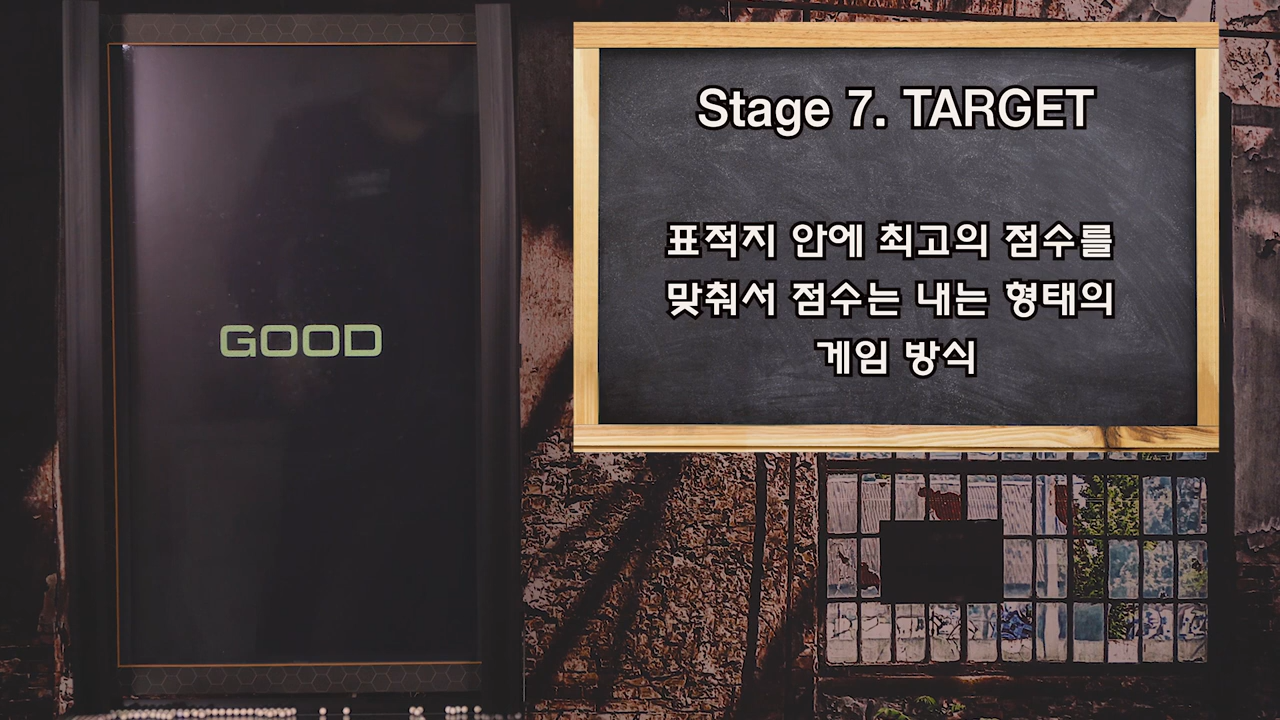 GOOD
Stage 7. TARGET
표적지 안에 최고의 점수를
맞춰서 점수는 내는 형태의
게임 방식